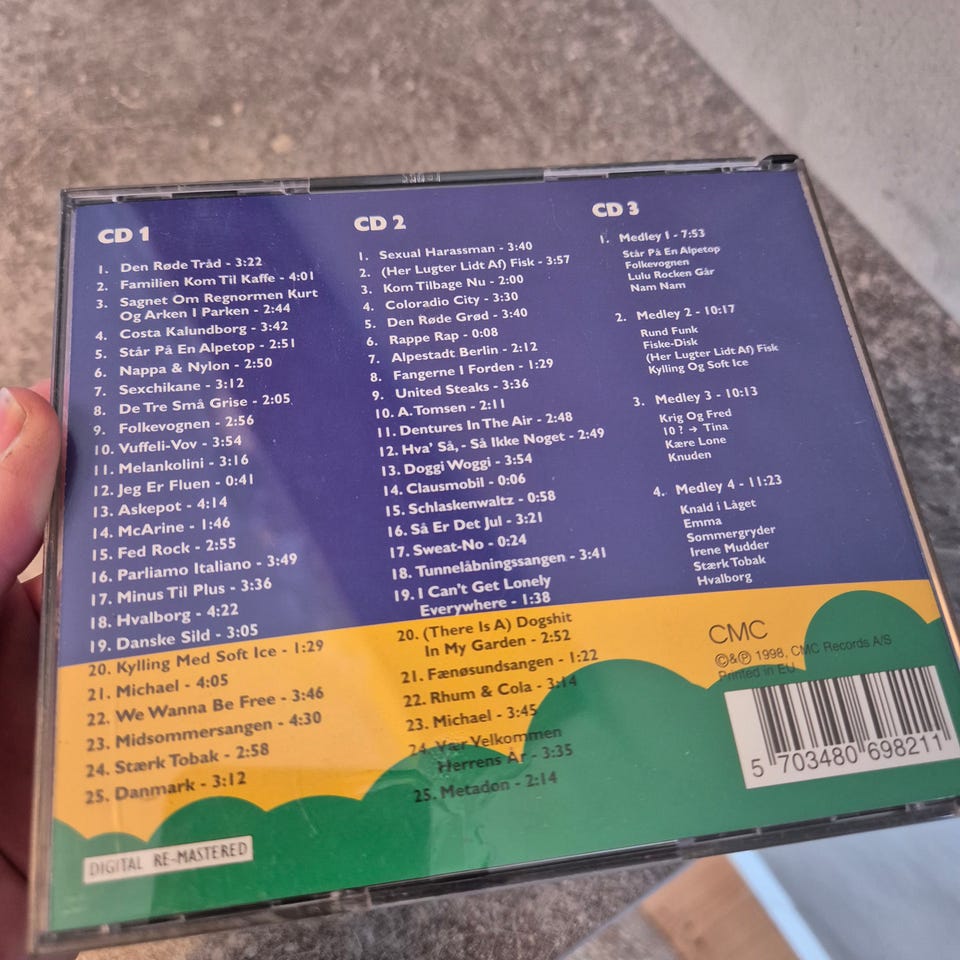 CD 1
1. Den Røde Tråd - 3:22
2. Familien Kom Til Kaffe - 4:01
3. Sagnet Om Regnormen Kurt
Og Arken I Parken - 2:44
4. Costa Kalundborg - 3:42
5. Står På En Alpetop - 2:51
6. Nappa & Nylon - 2:50
7. Sexchikane - 3:12
8. De Tre Små Grise - 2:05
9. Folkevognen - 2:56
10. Vuffeli-Vov - 3:54
11. Melankolini - 3:16
12. Jeg Er Fluen - 0:41
13. Askepot - 4:14
14. McArine - 1:46
15. Fed Rock - 2:55
16. Parliamo Italiano - 3:49
17. Minus Til Plus - 3:36
18. Hvalborg - 4:22
19. Danske Sild - 3:05
20. Kylling Med Soft Ice - 1:29
21. Michael - 4:05
22. We Wanna Be Free - 3:46
23. Midsommersangen - 4:30
24. Stærk Tobak - 2:58
25. Danmark - 3:12
DIGITAL RE-MASTERED
CD 2
1. Sexual Harassman - 3:40
2. (Her Lugter Lidt Af) Fisk - 3:57
3. Kom Tilbage Nu - 2:00
4. Coloradio City - 3:30
5. Den Røde Grød - 3:40
6. Rappe Rap - 0:08
7. Alpestadt Berlin - 2:12
8. Fangerne I Forden - 1:29
9. United Steaks - 3:36
10. A.Tomsen - 2:11
11. Dentures In The Air - 2:48
12. Hva' Så,- Så Ikke Noget - 2:49
13. Doggi Woggi - 3:54
14. Clausmobil - 0:06
15. Schlaskenwaltz - 0:58
16. Så Er Det Jul - 3:21
17. Sweat-No - 0:24
18. Tunnelåbningssangen - 3:41
19. I Can't Get Lonely
Everywhere - 1:38
20. (There Is A) Dogshit
In My Garden - 2:52
21. Fænøsundsangen - 1:22
22. Rhum & Cola - 3:14
23. Michael - 3:45
24. Vær Velkommen
Herrens År - 3:35
25. Metadon - 2:14
CD 3
1. Medley 1 - 7:53
Står På En Alpetop
Folkevognen
Lulu Rocken Går
Nam Nam
2. Medley 2 - 10:17
Rund Funk
Fiske-Disk
(Her Lugter Lidt Af) Fisk
Kylling Og Soft Ice
3. Medley 3 - 10:13
Krig Og Fred
10 ? → Tina
Kære Lone
Knuden
4. Medley 4 - 11:23
Knald i Låget
Emma
Sommergryder
Irene Mudder
Stærk Tobak
Hvalborg
CMC
©&℗ 1998, CMC Records A/S
Printed in EU
5 703480 698211